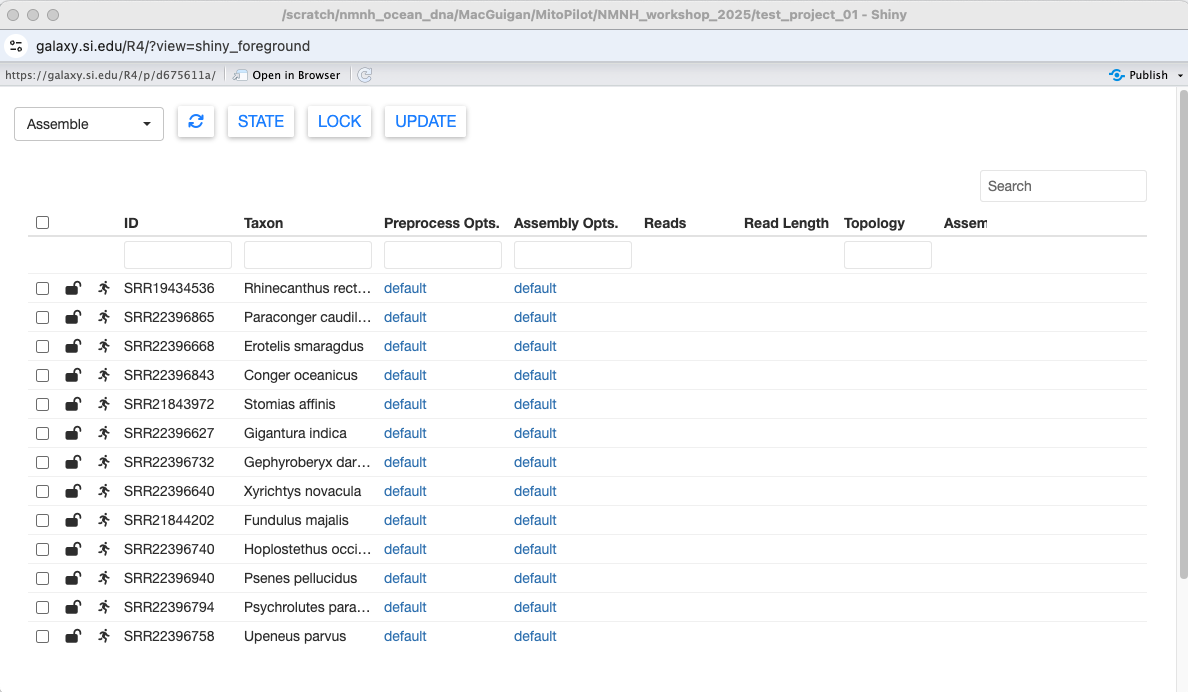 /scratch/nmnh_ocean_dna/MacGuigan/MitoPilot/NMNH_workshop_2025/test_project_01 - Shiny
galaxy.si.edu/R4/?view=shiny_foreground
https://galaxy.si.edu/R4/p/d675611a/ Open in Browser Publish
Assemble STATE LOCK UPDATE
Search
ID Taxon Preprocess Opts. Assembly Opts. Reads Read Length Topology Assem
SRR19434536 Rhinecanthus rect... default default
SRR22396865 Paraconger caudil... default default
SRR22396668 Erotelis smaragdus default default
SRR22396843 Conger oceanicus default default
SRR21843972 Stomias affinis default default
SRR22396627 Gigantura indica default default
SRR22396732 Gephyroberyx dar... default default
SRR22396640 Xyrichtys novacula default default
SRR21844202 Fundulus majalis default default
SRR22396740 Hoplostethus occi... default default
SRR22396940 Psenes pellucidus default default
SRR22396794 Psychrolutes para... default default
SRR22396758 Upeneus parvus default default